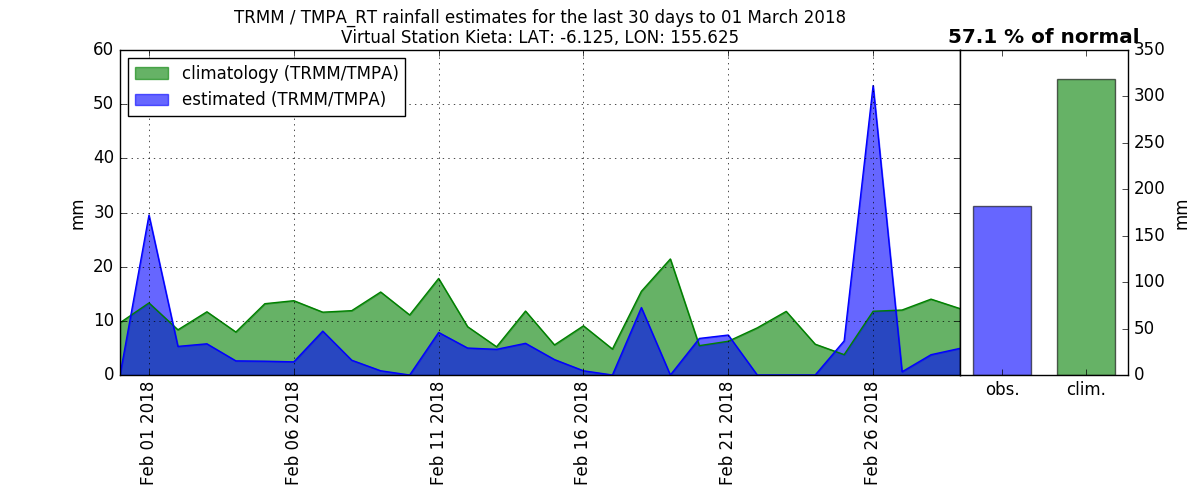 TRMM / TMPA_RT rainfall estimates for the last 30 days to 01 March 2018
Virtual Station Kieta: LAT: -6.125, LON: 155.625
57.1 % of normal
climatology (TRMM/TMPA)
estimated (TRMM/TMPA)
mm
60
50
40
30
20
10
0
Feb 01 2018
Feb 06 2018
Feb 11 2018
Feb 16 2018
Feb 21 2018
Feb 26 2018
350
300
250
200
150
100
50
0
mm
obs.
clim.